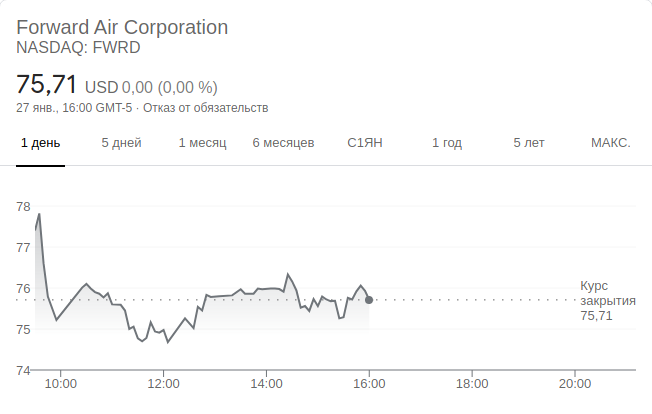 Forward Air Corporation
NASDAQ: FWRD
75,71 USD 0,00 (0,00 %)
27 янв., 16:00 GMT-5 · Отказ от обязательств
1 день 5 дней 1 месяц 6 месяцев С1ЯН 1 год 5 лет МАКС.
78
77
76
75
74
Курс
закрытия
75,71
10:00 12:00 14:00 16:00 18:00 20:00